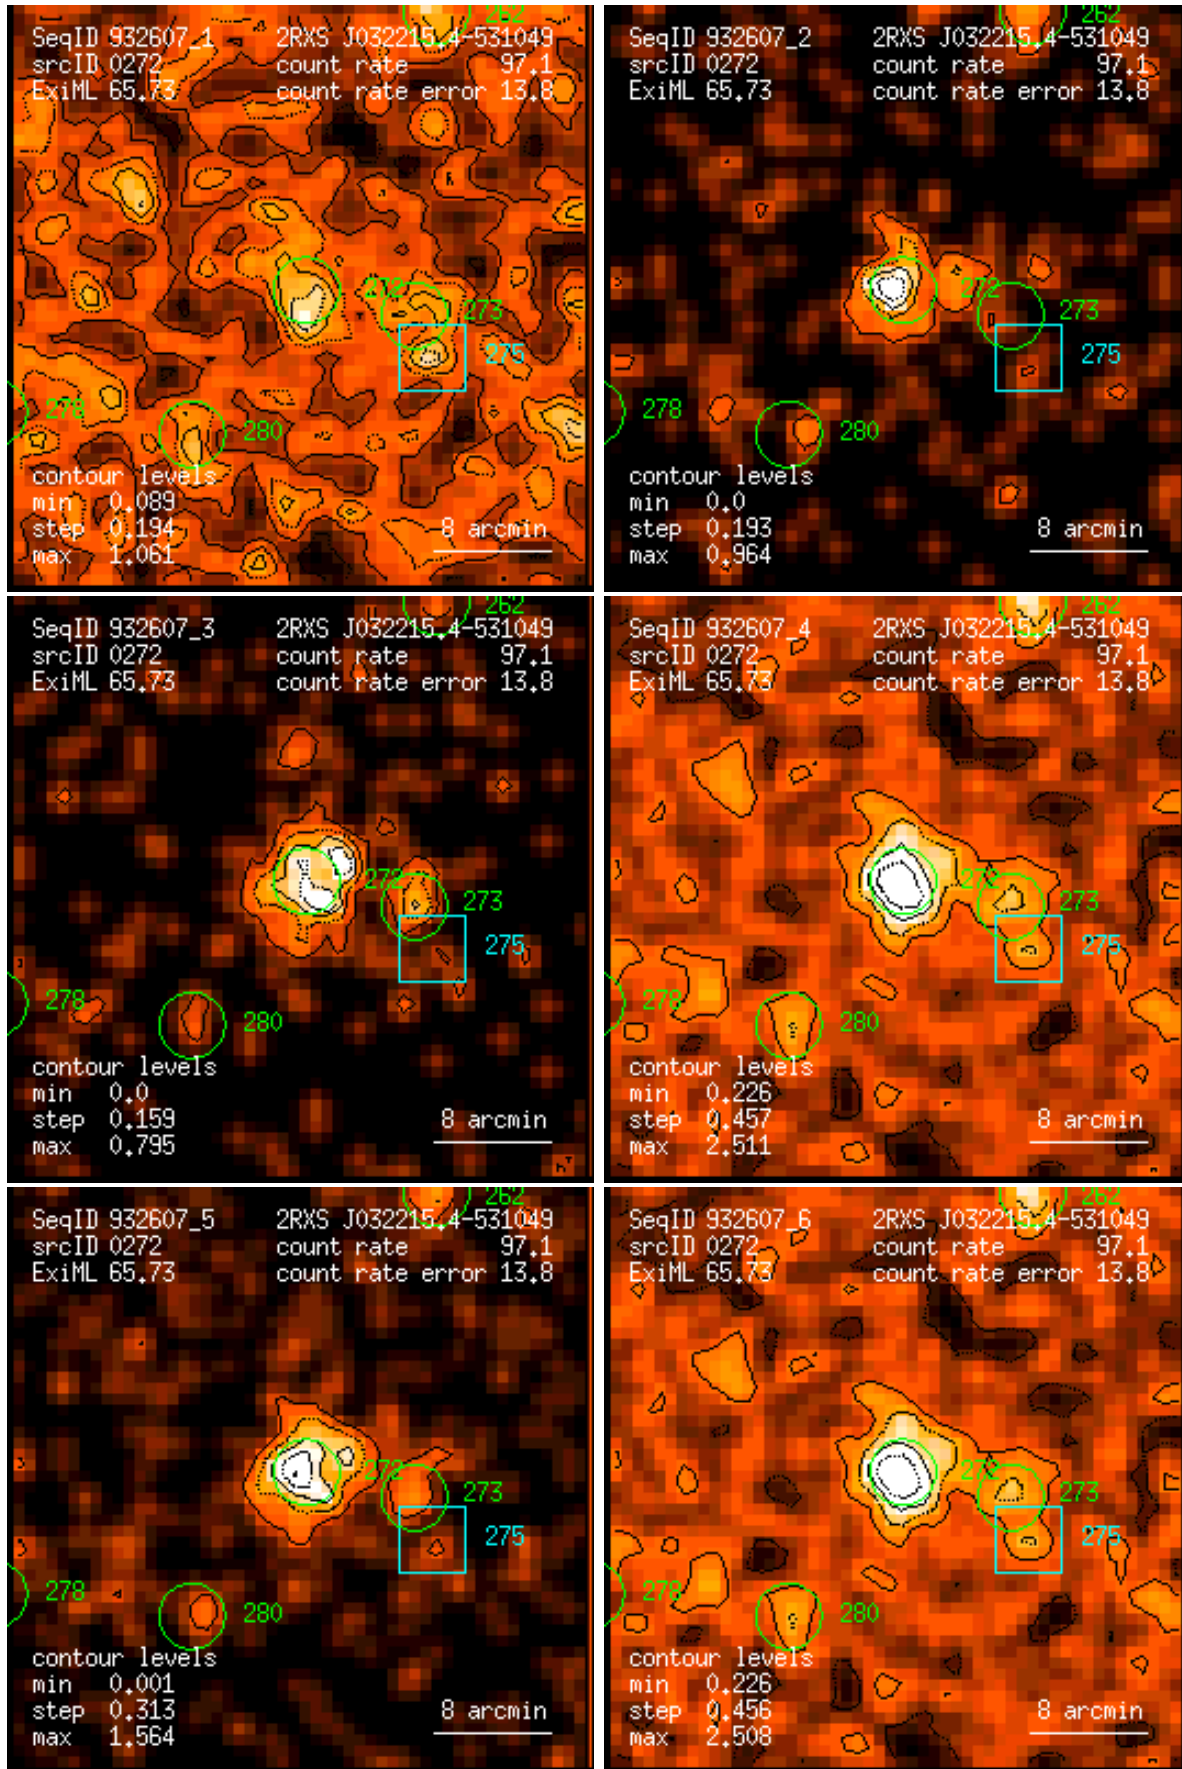 262
SeqID 932607_1 2RXS J032215.4-531049
srcID 0272 count rate 97.1
ExiML 65.73 count rate error 13.8
272
273
275
278
280
contour levels
min 0.089
step 0.194 8 arcmin
max 1.061
262
SeqID 932607_2 2RXS J032215.4-531049
srcID 0272 count rate 97.1
ExiML 65.73 count rate error 13.8
272
273
275
278
280
contour levels
min 0.0
step 0.193 8 arcmin
max 0.964
262
SeqID 932607_3 2RXS J032215.4-531049
srcID 0272 count rate 97.1
ExiML 65.73 count rate error 13.8
272
273
275
278
280
contour levels
min 0.0
step 0.159 8 arcmin
max 0.795
262
SeqID 932607_4 2RXS J032215.4-531049
srcID 0272 count rate 97.1
ExiML 65.73 count rate error 13.8
272
273
275
278
280
contour levels
min 0.226
step 0.457 8 arcmin
max 2.511
262
SeqID 932607_5 2RXS J032215.4-531049
srcID 0272 count rate 97.1
ExiML 65.73 count rate error 13.8
272
273
275
278
280
contour levels
min 0.001
step 0.313 8 arcmin
max 1.564
262
SeqID 932607_6 2RXS J032215.4-531049
srcID 0272 count rate 97.1
ExiML 65.73 count rate error 13.8
272
273
275
278
280
contour levels
min 0.226
step 0.456 8 arcmin
max 2.508